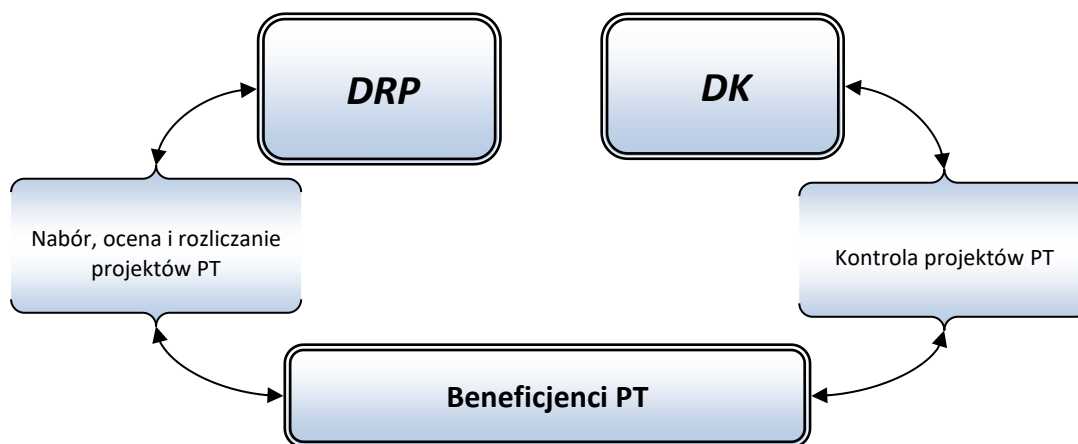 DRP
DK
Nabór, ocena i rozliczanie
projektów PT
Kontrola projektów PT
Beneficjenci PT